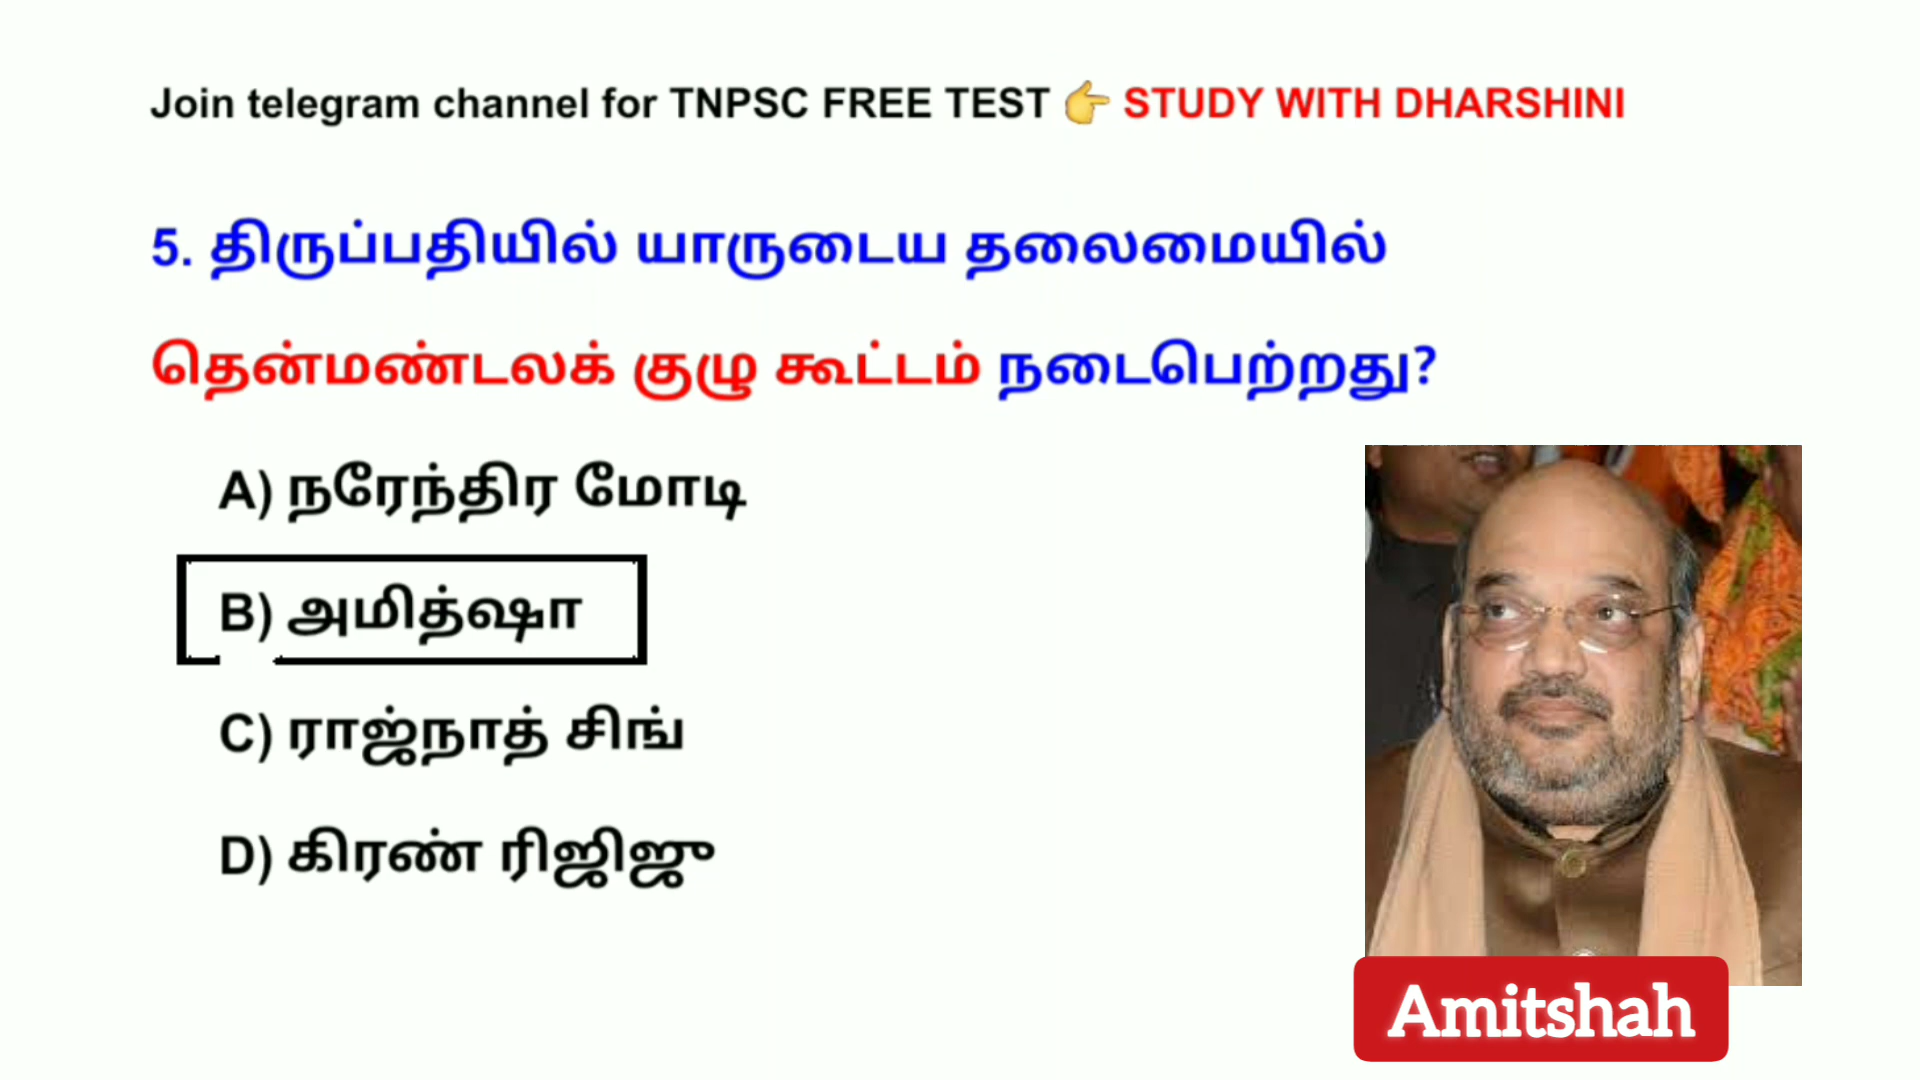 Join telegram channel for TNPSC FREE TEST 👉 STUDY WITH DHARSHINI
5. திருப்பதியில் யாருடைய தலைமையில்
தென்மண்டலக் குழு கூட்டம் நடைபெற்றது?
A) நரேந்திர மோடி
B) அமித்ஷா
C) ராஜ்நாத் சிங்
D) கிரண் ரிஜிஜு
Amitshah